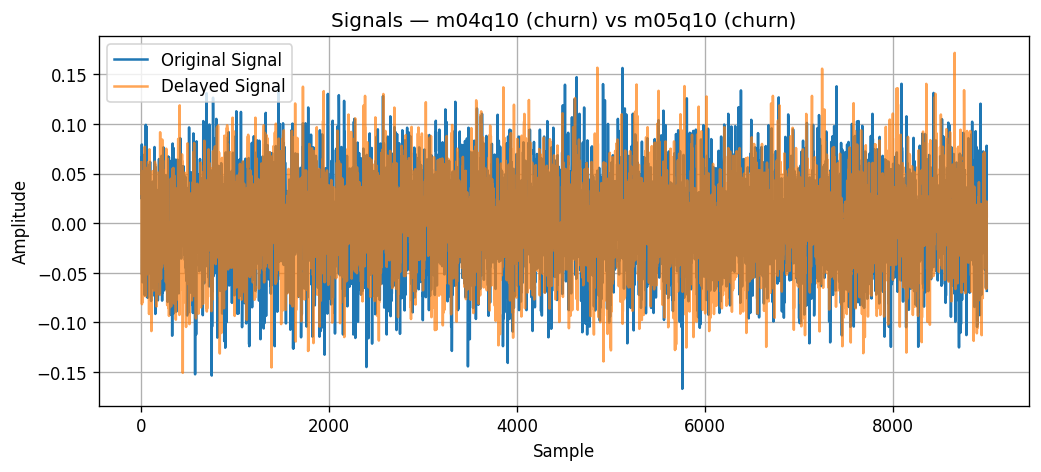 Signals — m04q10 (churn) vs m05q10 (churn)
Original Signal
Delayed Signal
0.15
0.10
0.05
0.00
−0.05
−0.10
−0.15
Amplitude
0 2000 4000 6000 8000
Sample